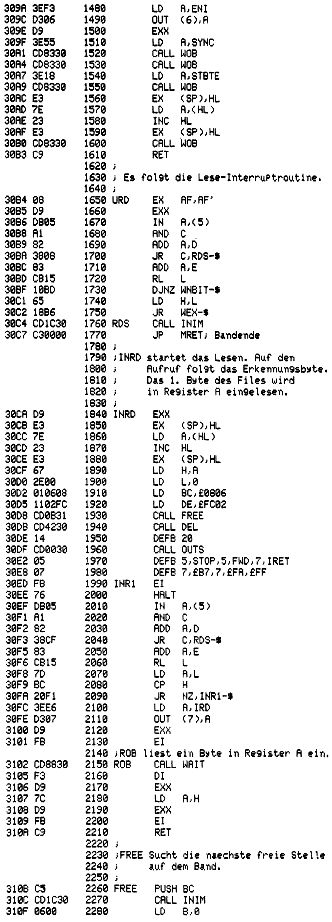 309A 3EF3 1480 LD A,ENI
309C D306 1490 OUT (6),A
309E D9 1500 EXX
309F 3E55 1510 LD A,SYNC
30A1 CD8330 1520 CALL WOB
30A4 CD8330 1530 CALL WOB
30A7 3E18 1540 LD A,STBTE
30A9 CD8330 1550 CALL WOB
30AC E3 1560 EX (SP),HL
30AD 7E 1570 LD A,(HL)
30AE 23 1580 INC HL
30AF E3 1590 EX (SP),HL
30B0 CD8330 1600 CALL WOB
30B3 C9 1610 RET
1620 ;
1630 ; Es folgt die Lese-Interruptroutine.
1640 ;
30B4 08 1650 URD EX AF,AF'
30B5 D9 1660 EXX
30B6 DB05 1670 IN A,(5)
30B8 A1 1680 AND C
30B9 82 1690 ADD A,D
30BA 3808 1700 JR C,RDS-$
30BC 83 1710 ADD A,E
30BD CB15 1720 RL L
30BF 10BD 1730 DJNZ WNBIT-$
30C1 65 1740 LD H,L
30C2 18B6 1750 JR WEX-$
30C4 CD1C30 1760 RDS CALL INIM
30C7 C30000 1770 JP MRET; Bandende
1780 ;
1790 ;INRD startet das Lesen. Auf dem
1800 ; Aufruf folgt das Erkennungsbyte.
1810 ; Das 1. Byte des Files wird
1820 ; in Register A eingelesen.
1830 ;
30CA D9 1840 INRD EXX
30CB E3 1850 EX (SP),HL
30CC 7E 1860 LD A,(HL)
30CD 23 1870 INC HL
30CE E3 1880 EX (SP),HL
30CF 67 1890 LD H,A
30D0 2E00 1900 LD L,0
30D2 010608 1910 LD BC,£0806
30D5 1102FC 1920 LD DE,£FC02
30D8 CD0B31 1930 CALL FREE
30DB CD4230 1940 CALL DEL
30DE 14 1950 DEFB 20
30DF CD0030 1960 CALL OUTS
30E2 05 1970 DEFB 5,STOP,5,FWD,7,IRET
30E8 07 1980 DEFB 7,£B7,7,£FA,£FF
30ED FB 1990 INR1 EI
30EE 76 2000 HALT
30EF DB05 2010 IN A,(5)
30F1 A1 2020 AND C
30F2 82 2030 ADD A,D
30F3 38CF 2040 JR C,RDS-$
30F5 83 2050 ADD A,E
30F6 CB15 2060 RL L
30F8 7D 2070 LD A,L
30F9 BC 2080 CP H
30FA 20F1 2090 JR NZ,INR1-$
30FC 3EE6 2100 LD A,IRD
30FE D307 2110 OUT (7),A
3100 D9 2120 EXX
3101 FB 2130 EI
2140 ;ROB liest ein Byte in Register A ein.
3102 CD8830 2150 ROB CALL WAIT
3105 F3 2160 DI
3106 D9 2170 EXX
3107 7C 2180 LD A,H
3108 D9 2190 EXX
3109 FB 2200 EI
310A C9 2210 RET
2220 ;
2230 ;FREE Sucht die naechste freie Stelle
2240 ; auf dem Band.
2250 ;
310B C5 2260 FREE PUSH BC
310C CD1C30 2270 CALL INIM
310F 0600 2280 LD B,0